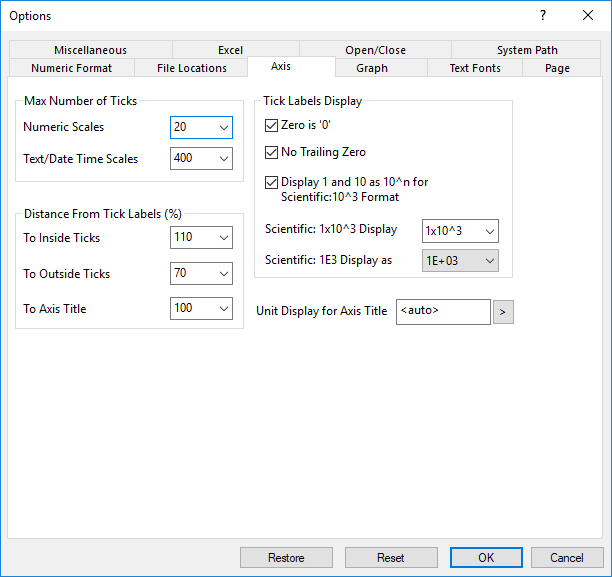 Options
?
Miscellaneous Excel Open/Close System Path
Numeric Format File Locations Axis Graph Text Fonts Page
Max Number of Ticks
Numeric Scales 20
Text/Date Time Scales 400
Distance From Tick Labels (%)
To Inside Ticks 110
To Outside Ticks 70
To Axis Title 100
Tick Labels Display
Zero is '0'
No Trailing Zero
Display 1 and 10 as 10^n for
Scientific:10^3 Format
Scientific: 1x10^3 Display 1x10^3
Scientific: 1E3 Display as 1E+03
Unit Display for Axis Title <auto> >
Restore Reset OK Cancel